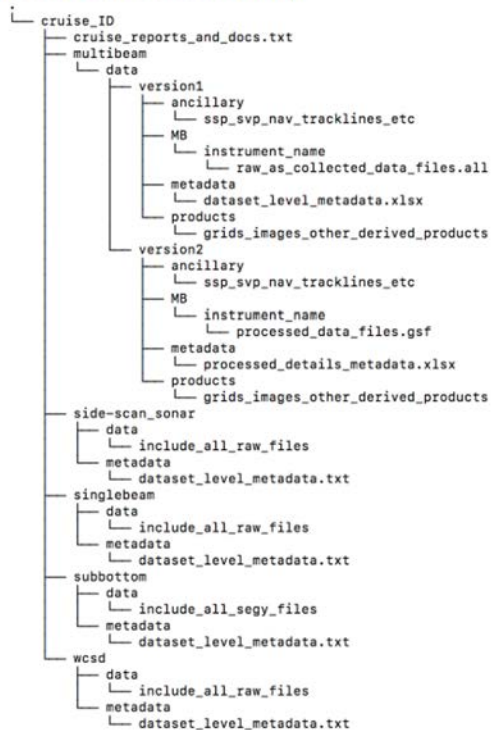 .
└── cruise_ID
    ├── cruise_reports_and_docs.txt
    ├── multibeam
    │   └── data
    │       ├── version1
    │       │   ├── ancillary
    │       │   │   └── ssp_svp_nav_tracklines_etc
    │       │   ├── MB
    │       │   │   └── instrument_name
    │       │   │       └── raw_as_collected_data_files.all
    │       │   ├── metadata
    │       │   │   └── dataset_level_metadata.xlsx
    │       │   └── products
    │       │       └── grids_images_other_derived_products
    │       └── version2
    │           ├── ancillary
    │           │   └── ssp_svp_nav_tracklines_etc
    │           ├── MB
    │           │   └── instrument_name
    │           │       └── processed_data_files.gsf
    │           ├── metadata
    │           │   └── processed_details_metadata.xlsx
    │           └── products
    │               └── grids_images_other_derived_products
    ├── side-scan_sonar
    │   ├── data
    │   │   └── include_all_raw_files
    │   └── metadata
    │       └── dataset_level_metadata.txt
    ├── singlebeam
    │   ├── data
    │   │   └── include_all_raw_files
    │   └── metadata
    │       └── dataset_level_metadata.txt
    ├── subbottom
    │   ├── data
    │   │   └── include_all_segy_files
    │   └── metadata
    │       └── dataset_level_metadata.txt
    └── wcsd
        ├── data
        │   └── include_all_raw_files
        └── metadata
            └── dataset_level_metadata.txt